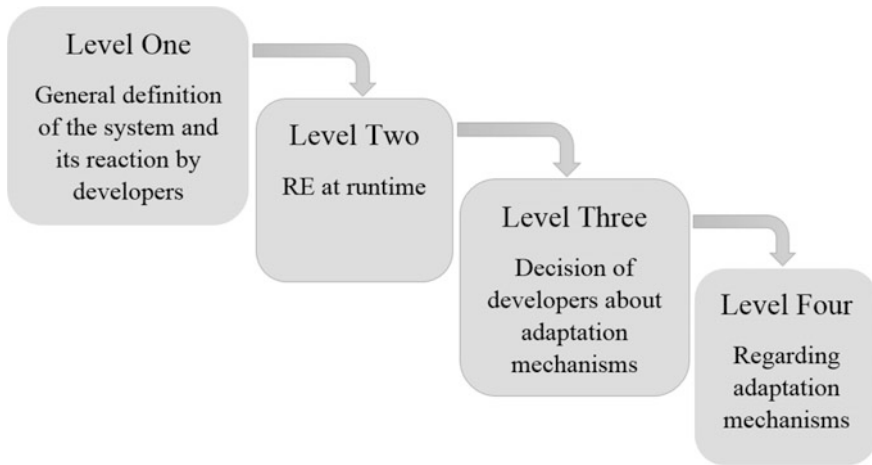 Level One
General definition
of the system and
its reaction by
developers
Level Two
RE at runtime
Level Three
Decision of
developers about
adaptation
mechanisms
Level Four
Regarding
adaptation
mechanisms